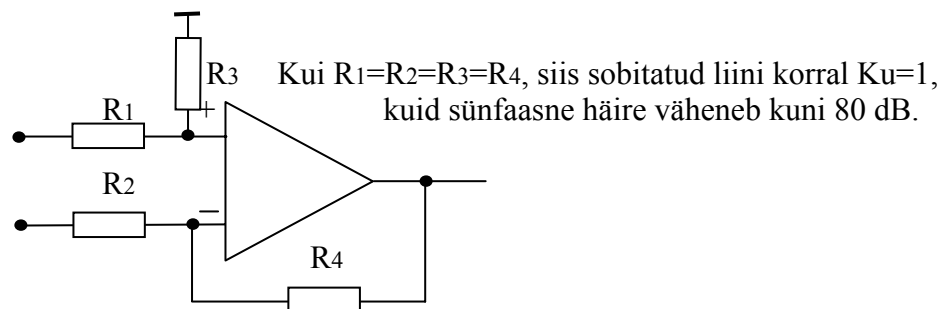 R3
Kui R1=R2=R3=R4, siis sobitatud liini korral Ku=1,
kuid sünfaasne häire väheneb kuni 80 dB.
+
R1
R2
–
R4